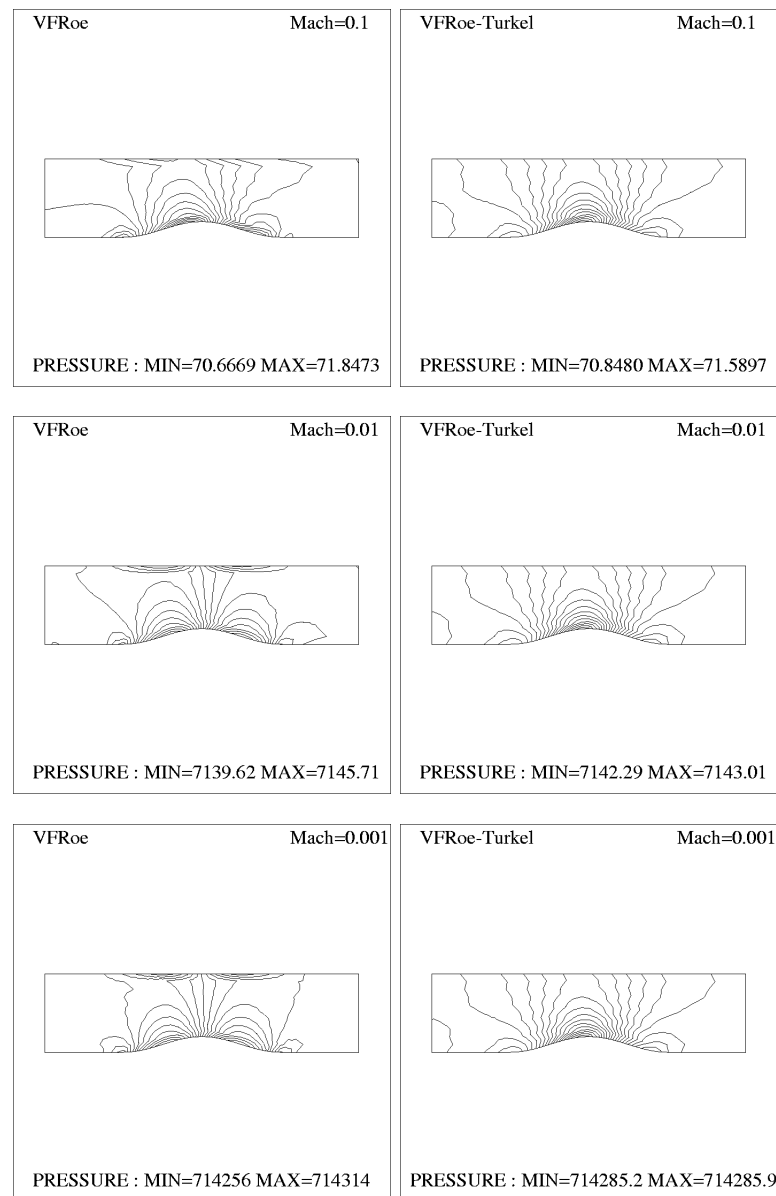 VFRoe Mach=0.1
PRESSURE : MIN=70.6669 MAX=71.8473
VFRoe-Turkel Mach=0.1
PRESSURE : MIN=70.8480 MAX=71.5897
VFRoe Mach=0.01
PRESSURE : MIN=7139.62 MAX=7145.71
VFRoe-Turkel Mach=0.01
PRESSURE : MIN=7142.29 MAX=7143.01
VFRoe Mach=0.001
PRESSURE : MIN=714256 MAX=714314
VFRoe-Turkel Mach=0.001
PRESSURE : MIN=714285.2 MAX=714285.9